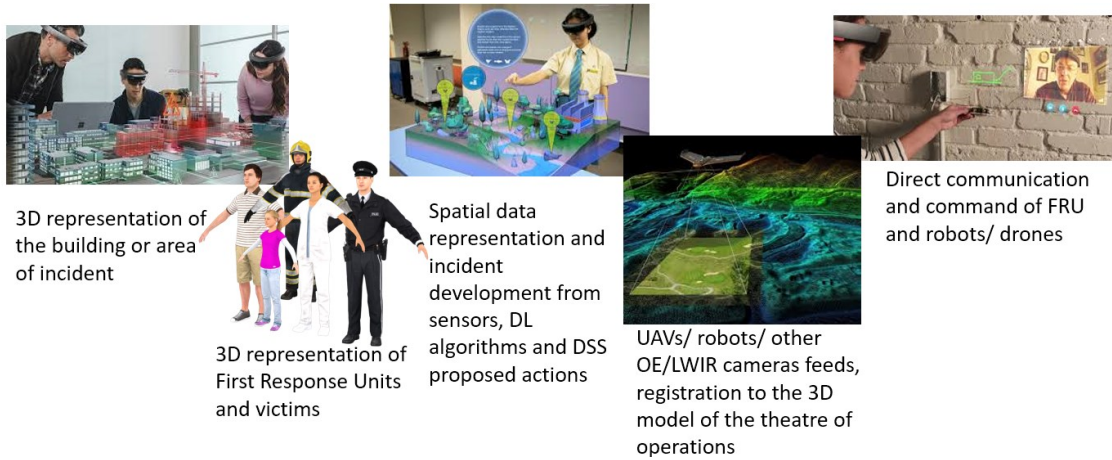 3D representation of
the building or area
of incident
3D representation of
First Response Units
and victims
Spatial data
representation and
incident
development from
sensors, DL
algorithms and DSS
proposed actions
UAVs/ robots/ other
OE/LWIR cameras feeds,
registration to the 3D
model of the theatre of
operations
Direct communication
and command of FRU
and robots/ drones